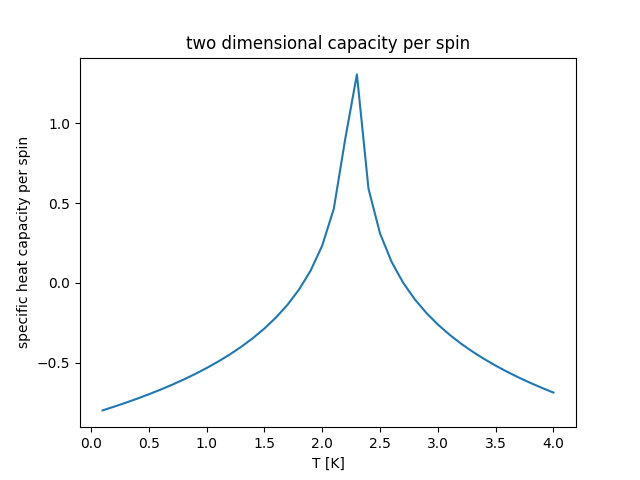 two dimensional capacity per spin
specific heat capacity per spin
1.0
0.5
0.0
−0.5
0.0 0.5 1.0 1.5 2.0 2.5 3.0 3.5 4.0
T [K]